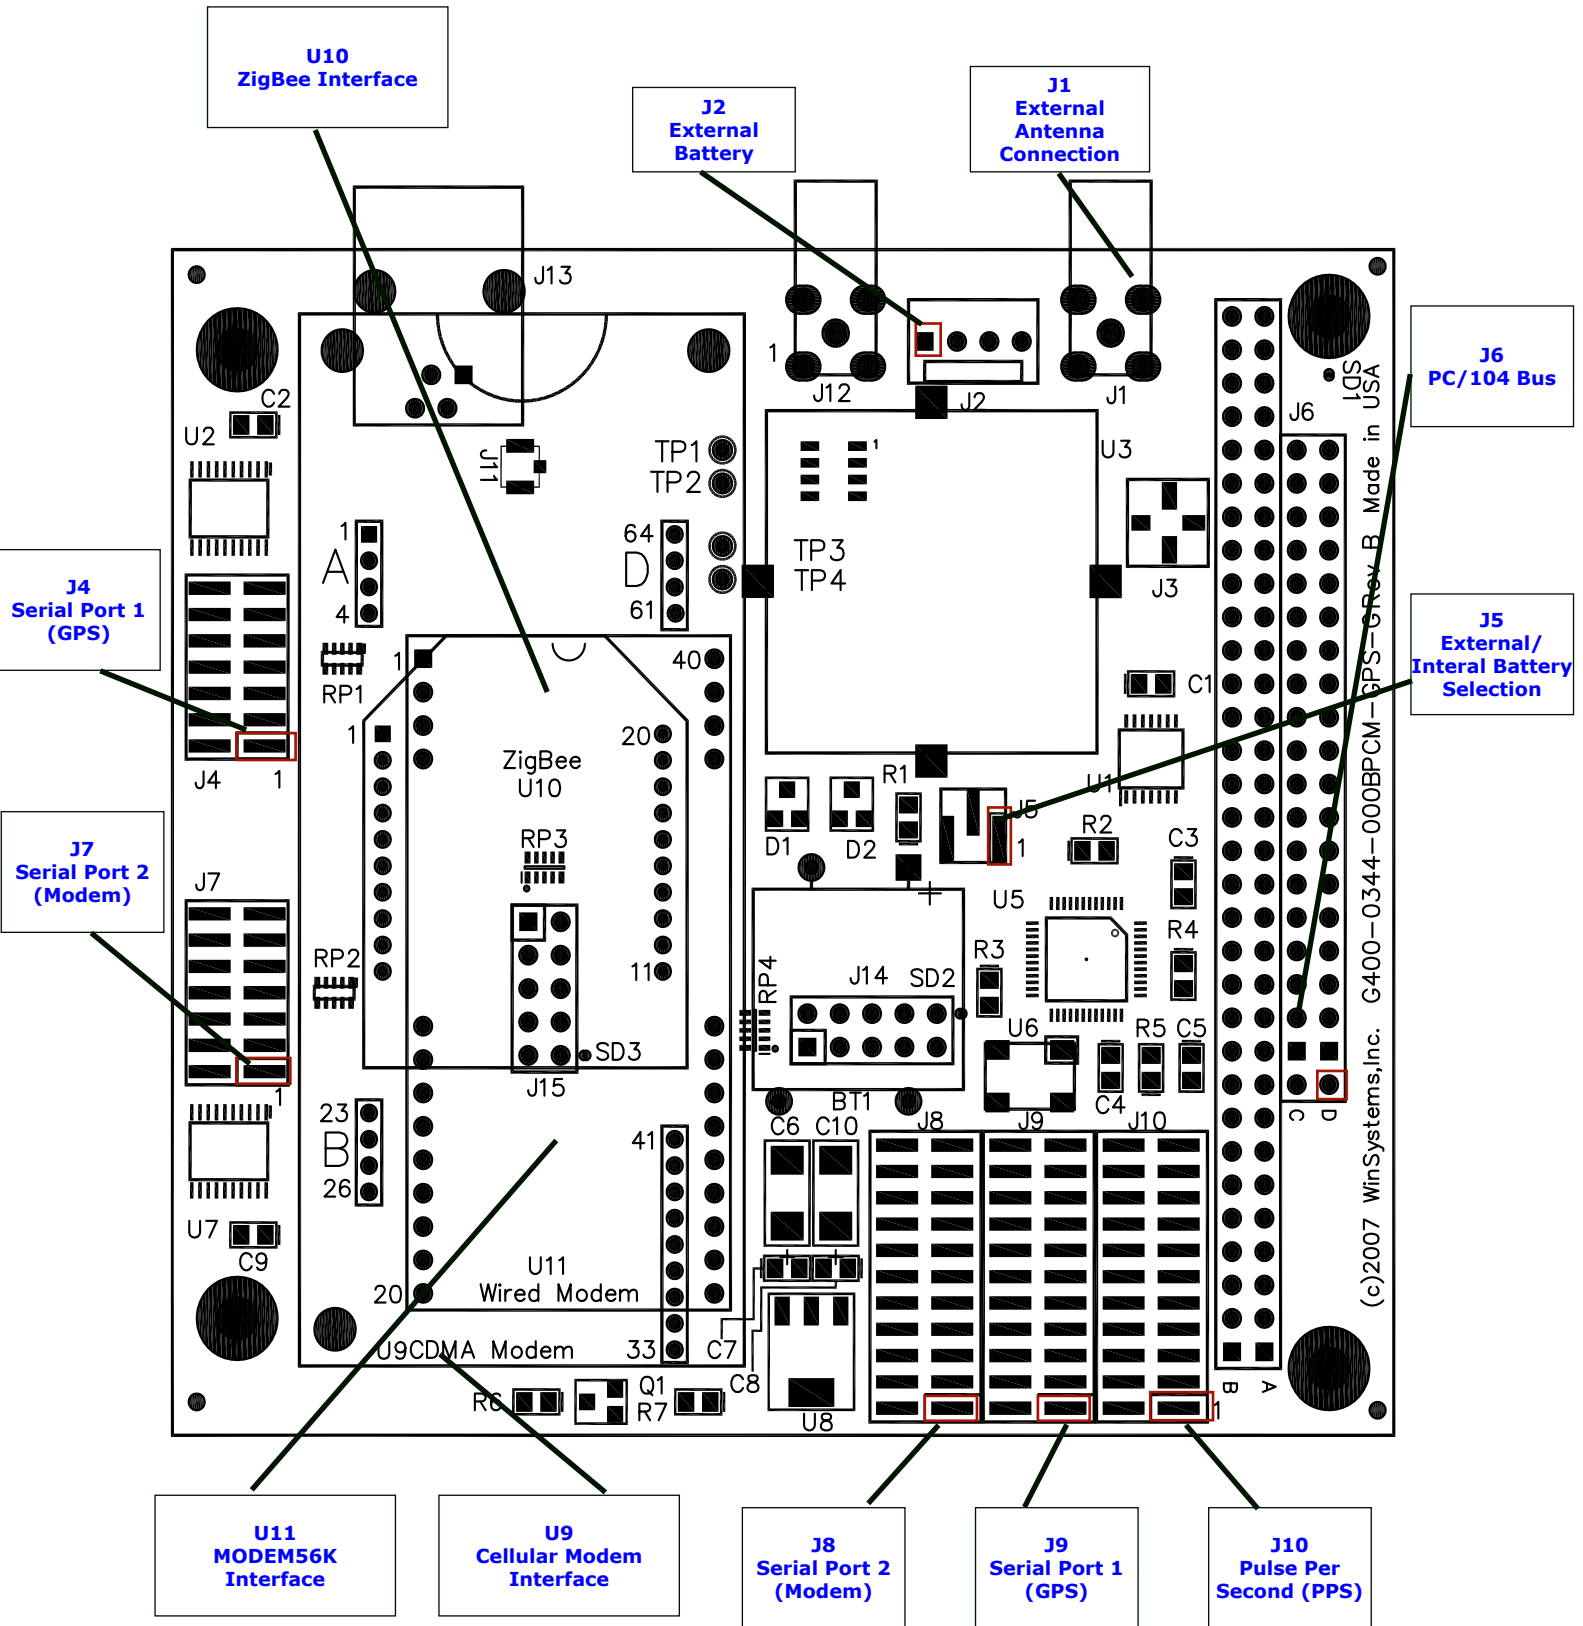 U10
ZigBee Interface
J2
External
Battery
J1
External
Antenna
Connection
J13
J6
PC/104 Bus
1
J12
J2
J1
SD1
J6
C2
U2
J11
TP1
TP2
1
U3
J3
1
A
4
64
D
61
TP3
TP4
J4
Serial Port 1
(GPS)
J5
External/
Interal Battery
Selection
RP1
1
40
C1
1
20
ZigBee
U10
J4
1
R1
U1
J5
1
D1
D2
R2
C3
RP3
J7
Serial Port 2
(Modem)
J7
U5
R4
RP2
11
RP4
J14
SD2
R3
U6
R5
C5
SD3
J15
1
BT1
C4
C
D
C6
C10
J8
J9
J10
23
B
26
41
U7
C9
U11
Wired Modem
20
U9CDMA Modem
33
C7
C8
B
A
R6
Q1
R7
U8
1
(c)2007 WinSystems,Inc. G400-0344-000BPCM-GPS-GRev B Made in USA
U11
MODEM56K
Interface
U9
Cellular Modem
Interface
J8
Serial Port 2
(Modem)
J9
Serial Port 1
(GPS)
J10
Pulse Per
Second (PPS)